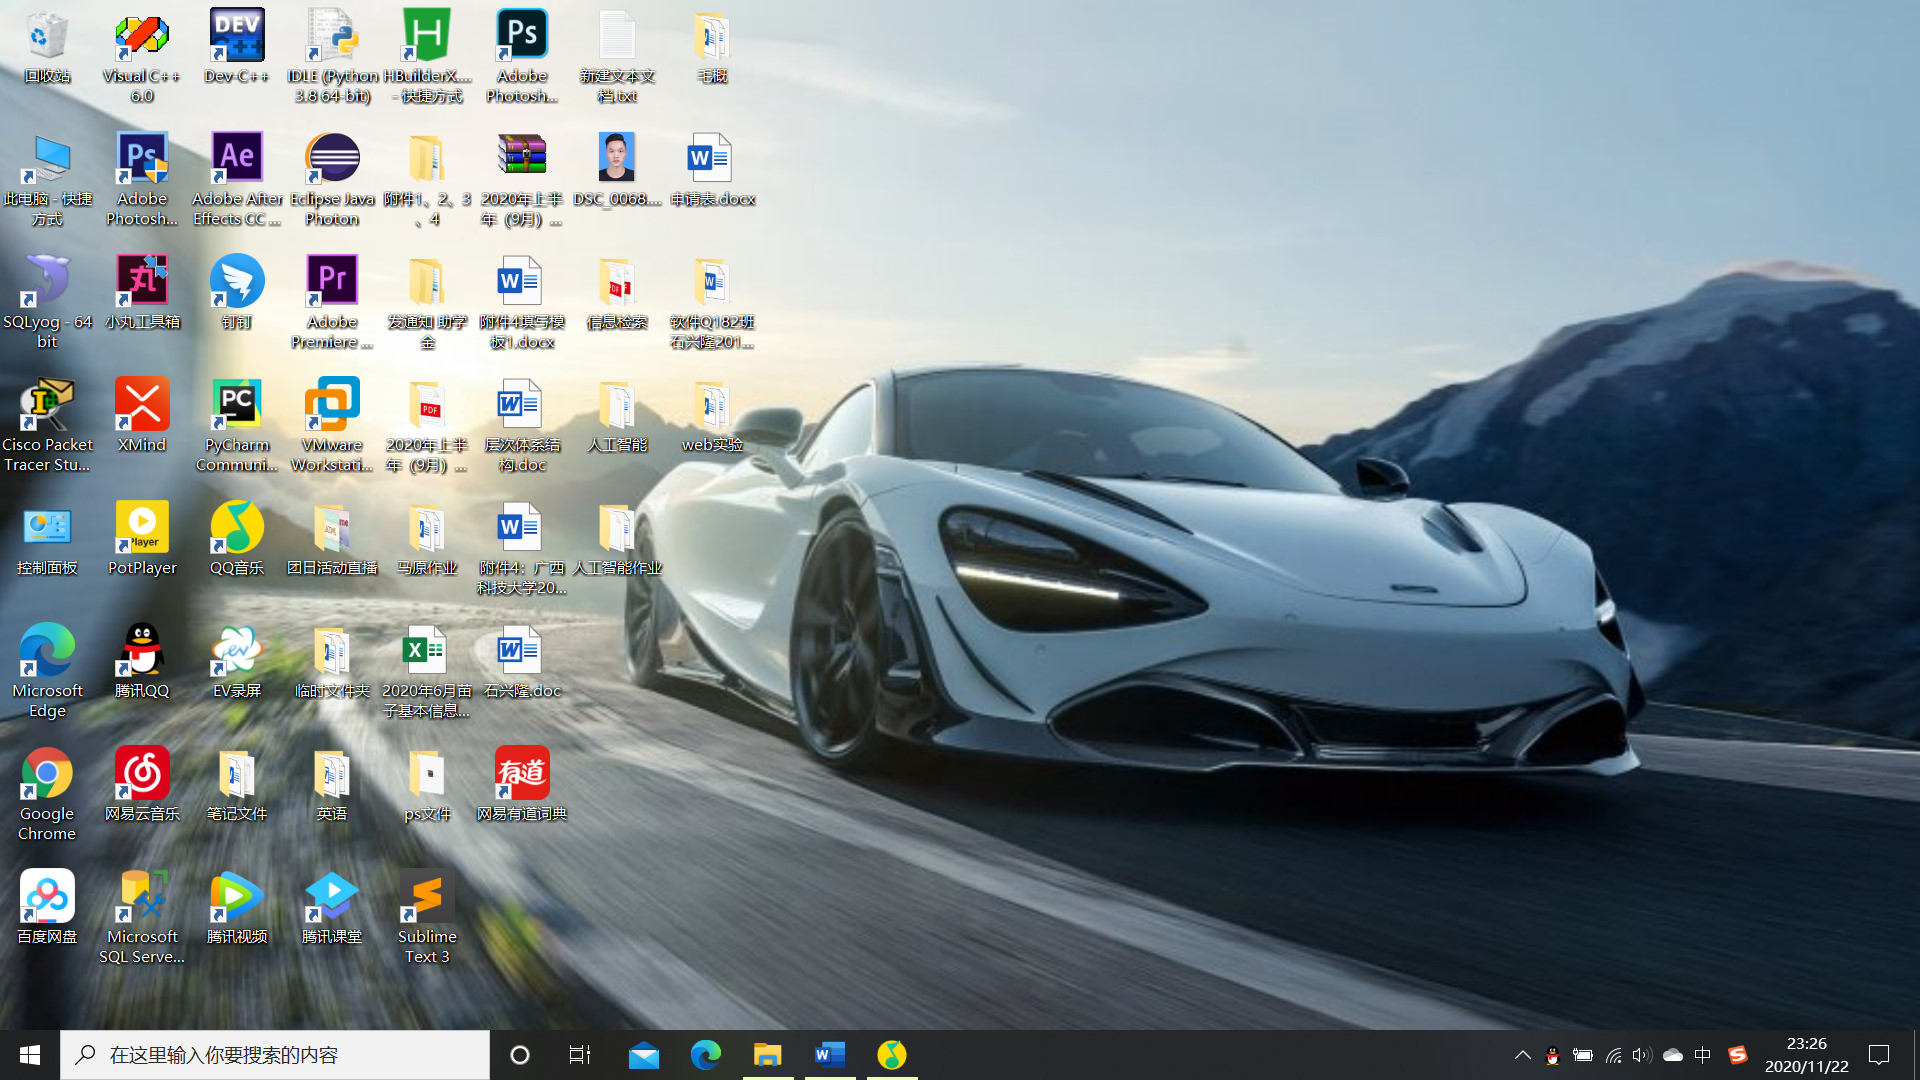 回收站
Visual C++
6.0
Dev-C++
IDLE (Python
3.8 64-bit)
HBuilderX....
- 快捷方式
Adobe
Photosh...
新建文本文
档.txt
毛概
此电脑 - 快捷
方式
Adobe
Photosh...
Adobe After
Effects CC ...
Eclipse Java
Photon
附件1、2、3
、4
2020年上半
年（9月）...
DSC_0068....
申请表.docx
SQLyog - 64
bit
小丸工具箱
钉钉
Adobe
Premiere ...
发通知 助学
金
附件4填写模
板1.docx
信息检索
软件Q182班
石兴隆201...
Cisco Packet
Tracer Stu...
XMind
PyCharm
Communi...
VMware
Workstati...
2020年上半
年（9月）...
层次体系结
构.doc
人工智能
web实验
控制面板
PotPlayer
QQ音乐
团日活动直播
马原作业
附件4：广西
科技大学20...
人工智能作业
Microsoft
Edge
腾讯QQ
EV录屏
临时文件夹
2020年6月苗
子基本信息...
石兴隆.doc
Google
Chrome
网易云音乐
笔记文件
英语
ps文件
网易有道词典
百度网盘
Microsoft
SQL Serve...
腾讯视频
腾讯课堂
Sublime
Text 3
在这里输入你要搜索的内容
中
23:26
2020/11/22